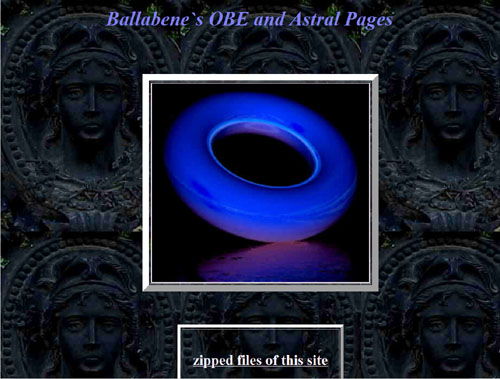 Ballabene`s OBE and Astral Pages
zipped files of this site